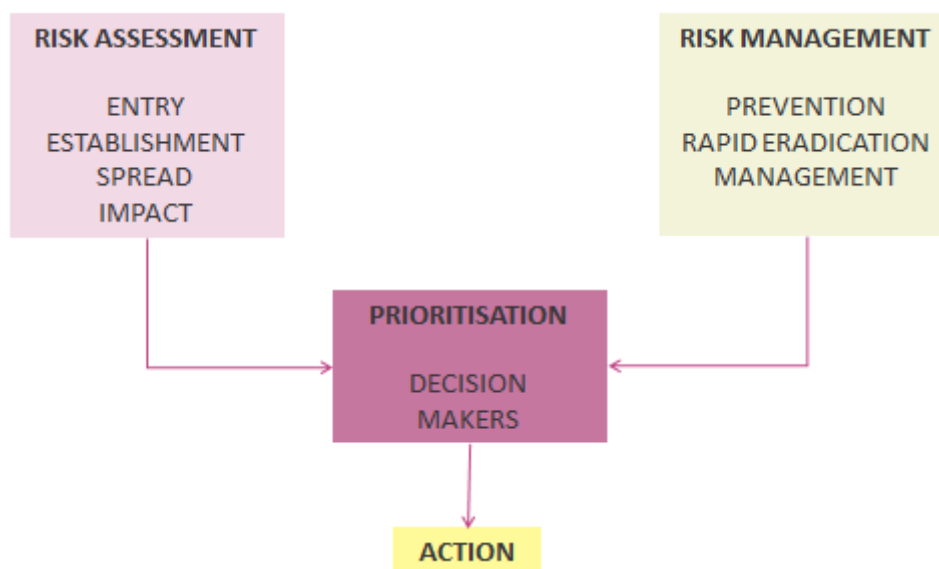 RISK ASSESSMENT
ENTRY
ESTABLISHMENT
SPREAD
IMPACT
RISK MANAGEMENT
PREVENTION
RAPID ERADICATION
MANAGEMENT
PRIORITISATION
DECISION
MAKERS
ACTION